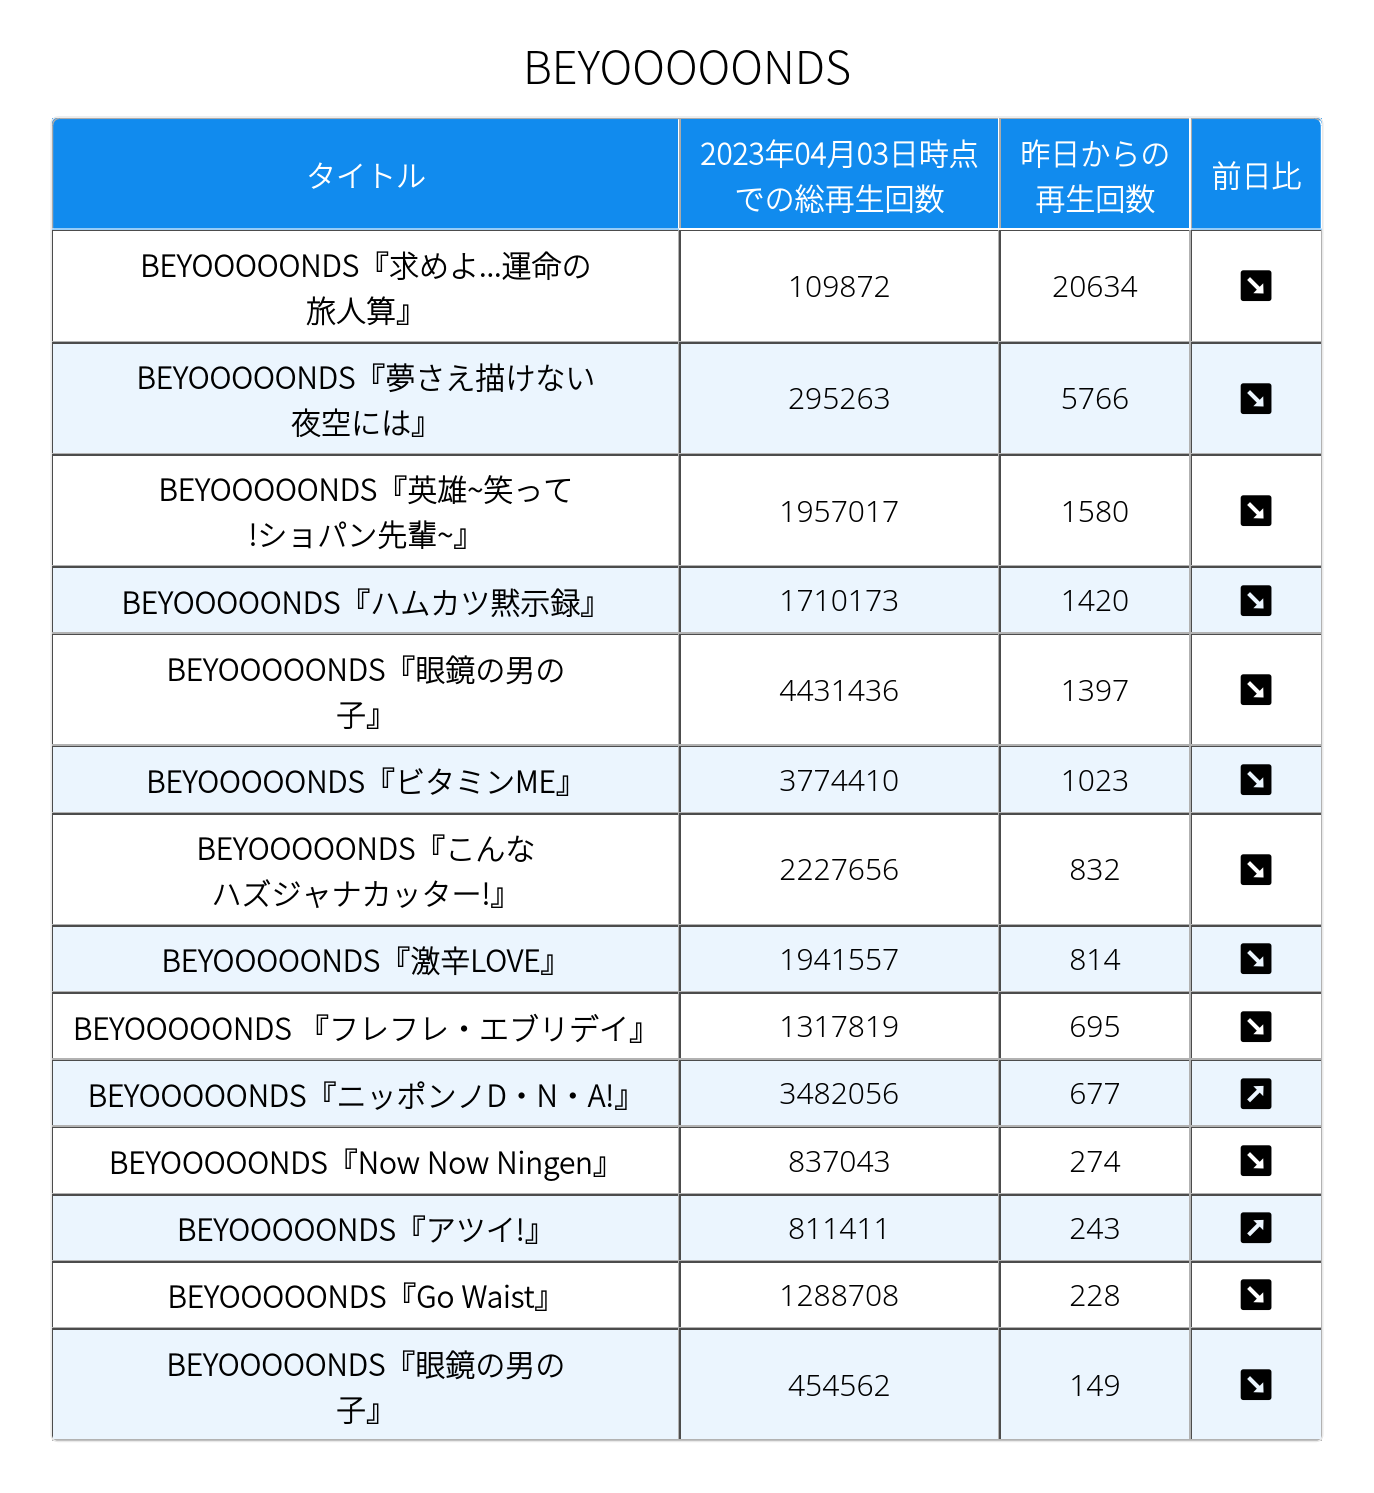 BEYOOOOONDS
タイトル
2023年04月03日時点
での総再生回数
昨日からの
再生回数
前日比
BEYOOOOONDS『求めよ...運命の
旅人算』
109872
20634
BEYOOOOONDS『夢さえ描けない
夜空には』
295263
5766
BEYOOOOONDS『英雄~笑って
!ショパン先輩~』
1957017
1580
BEYOOOOONDS『ハムカツ黙示録』
1710173
1420
BEYOOOOONDS『眼鏡の男の
子』
4431436
1397
BEYOOOOONDS『ビタミンME』
3774410
1023
BEYOOOOONDS『こんな
ハズジャナカッター!』
2227656
832
BEYOOOOONDS『激辛LOVE』
1941557
814
BEYOOOOONDS 『フレフレ・エブリデイ』
1317819
695
BEYOOOOONDS『ニッポンノD・N・A!』
3482056
677
BEYOOOOONDS『Now Now Ningen』
837043
274
BEYOOOOONDS『アツイ!』
811411
243
BEYOOOOONDS『Go Waist』
1288708
228
BEYOOOOONDS『眼鏡の男の
子』
454562
149